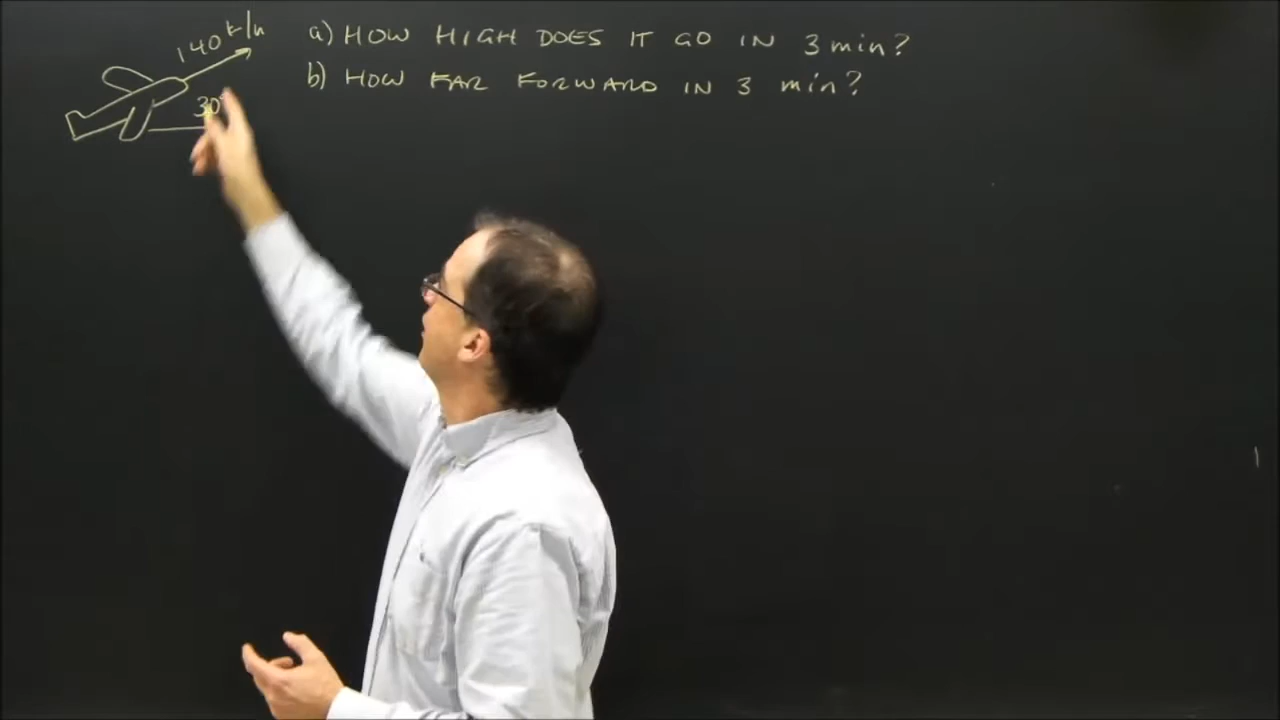 140 k/h
a) HOW HIGH DOES IT GO IN 3 min?
b) HOW FAR FORWARD IN 3 min?
30°